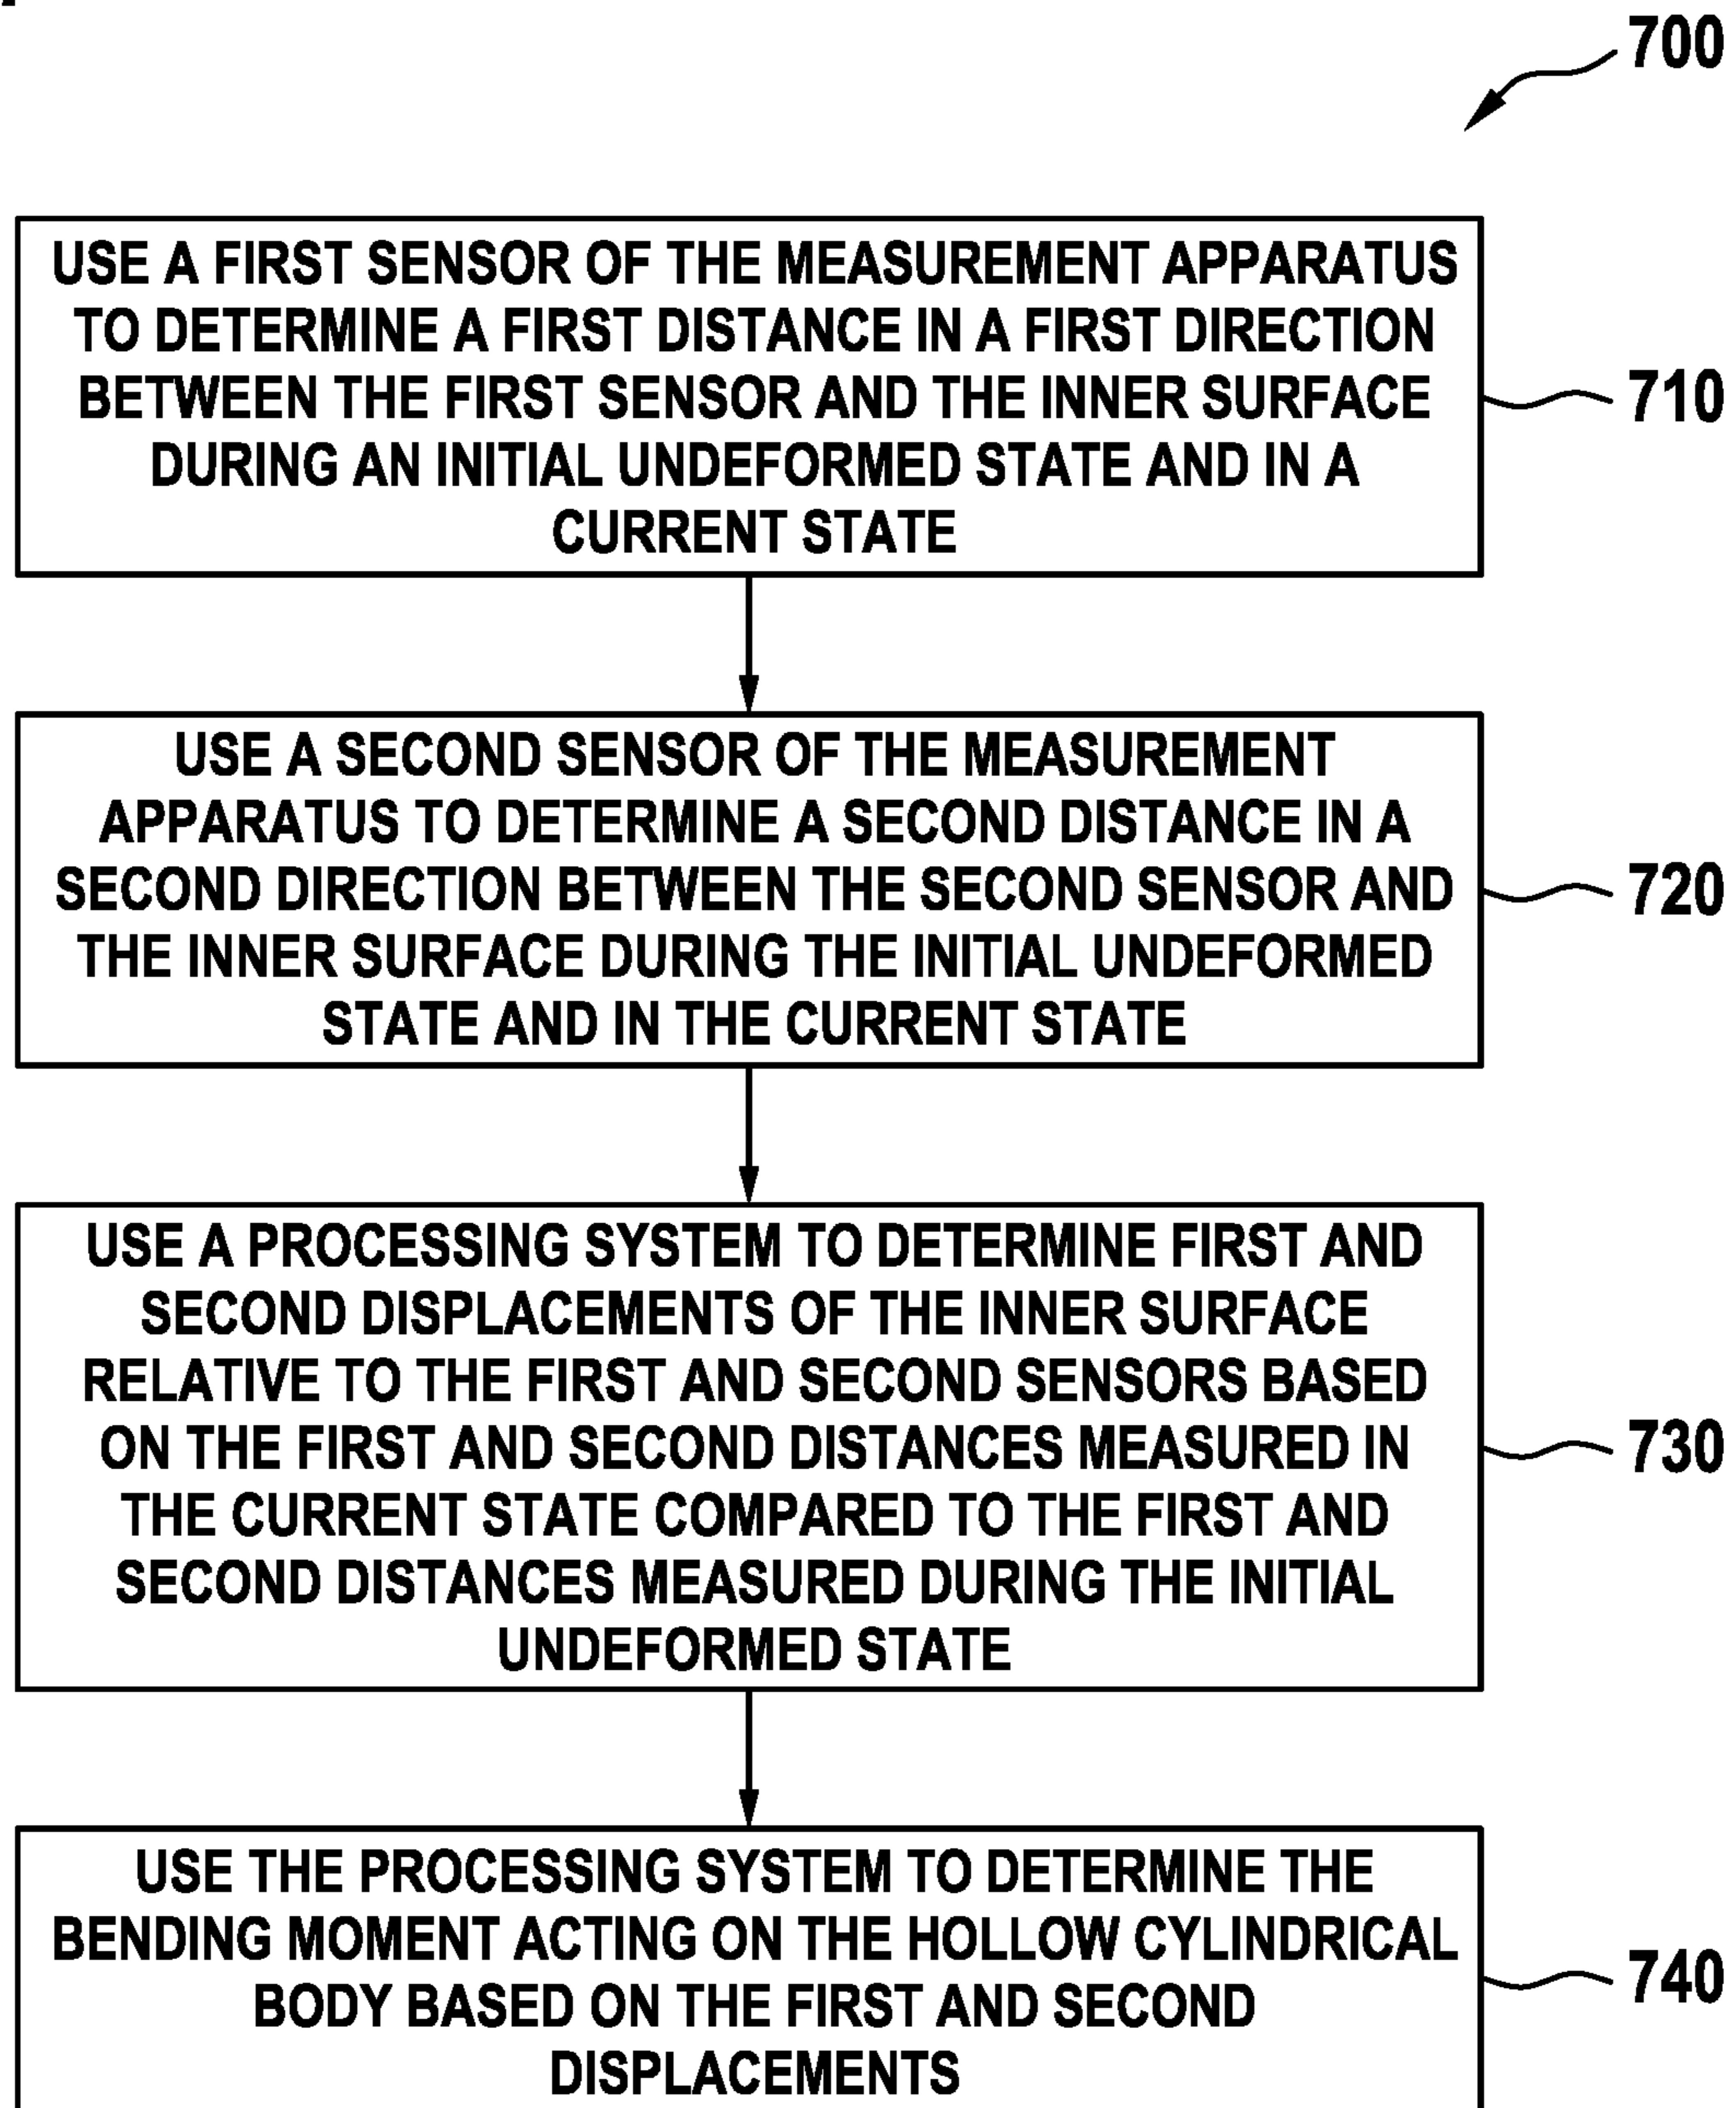 700
USE A FIRST SENSOR OF THE MEASUREMENT APPARATUS
TO DETERMINE A FIRST DISTANCE IN A FIRST DIRECTION
BETWEEN THE FIRST SENSOR AND THE INNER SURFACE
DURING AN INITIAL UNDEFORMED STATE AND IN A
CURRENT STATE
710
USE A SECOND SENSOR OF THE MEASUREMENT
APPARATUS TO DETERMINE A SECOND DISTANCE IN A
SECOND DIRECTION BETWEEN THE SECOND SENSOR AND
THE INNER SURFACE DURING THE INITIAL UNDEFORMED
STATE AND IN THE CURRENT STATE
720
USE A PROCESSING SYSTEM TO DETERMINE FIRST AND
SECOND DISPLACEMENTS OF THE INNER SURFACE
RELATIVE TO THE FIRST AND SECOND SENSORS BASED
ON THE FIRST AND SECOND DISTANCES MEASURED IN
THE CURRENT STATE COMPARED TO THE FIRST AND
SECOND DISTANCES MEASURED DURING THE INITIAL
UNDEFORMED STATE
730
USE THE PROCESSING SYSTEM TO DETERMINE THE
BENDING MOMENT ACTING ON THE HOLLOW CYLINDRICAL
BODY BASED ON THE FIRST AND SECOND
DISPLACEMENTS
740